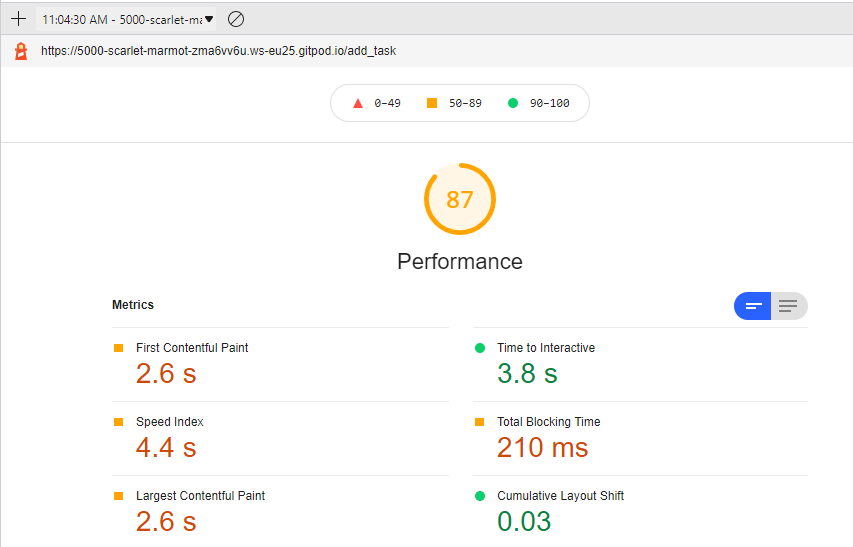 11:04:30 AM - 5000-scarlet-ma
https://5000-scarlet-marmot-zma6vv6u.ws-eu25.gitpod.io/add_task
0–49 50–89 90–100
87
Performance
Metrics
First Contentful Paint
2.6 s
Time to Interactive
3.8 s
Speed Index
4.4 s
Total Blocking Time
210 ms
Largest Contentful Paint
2.6 s
Cumulative Layout Shift
0.03